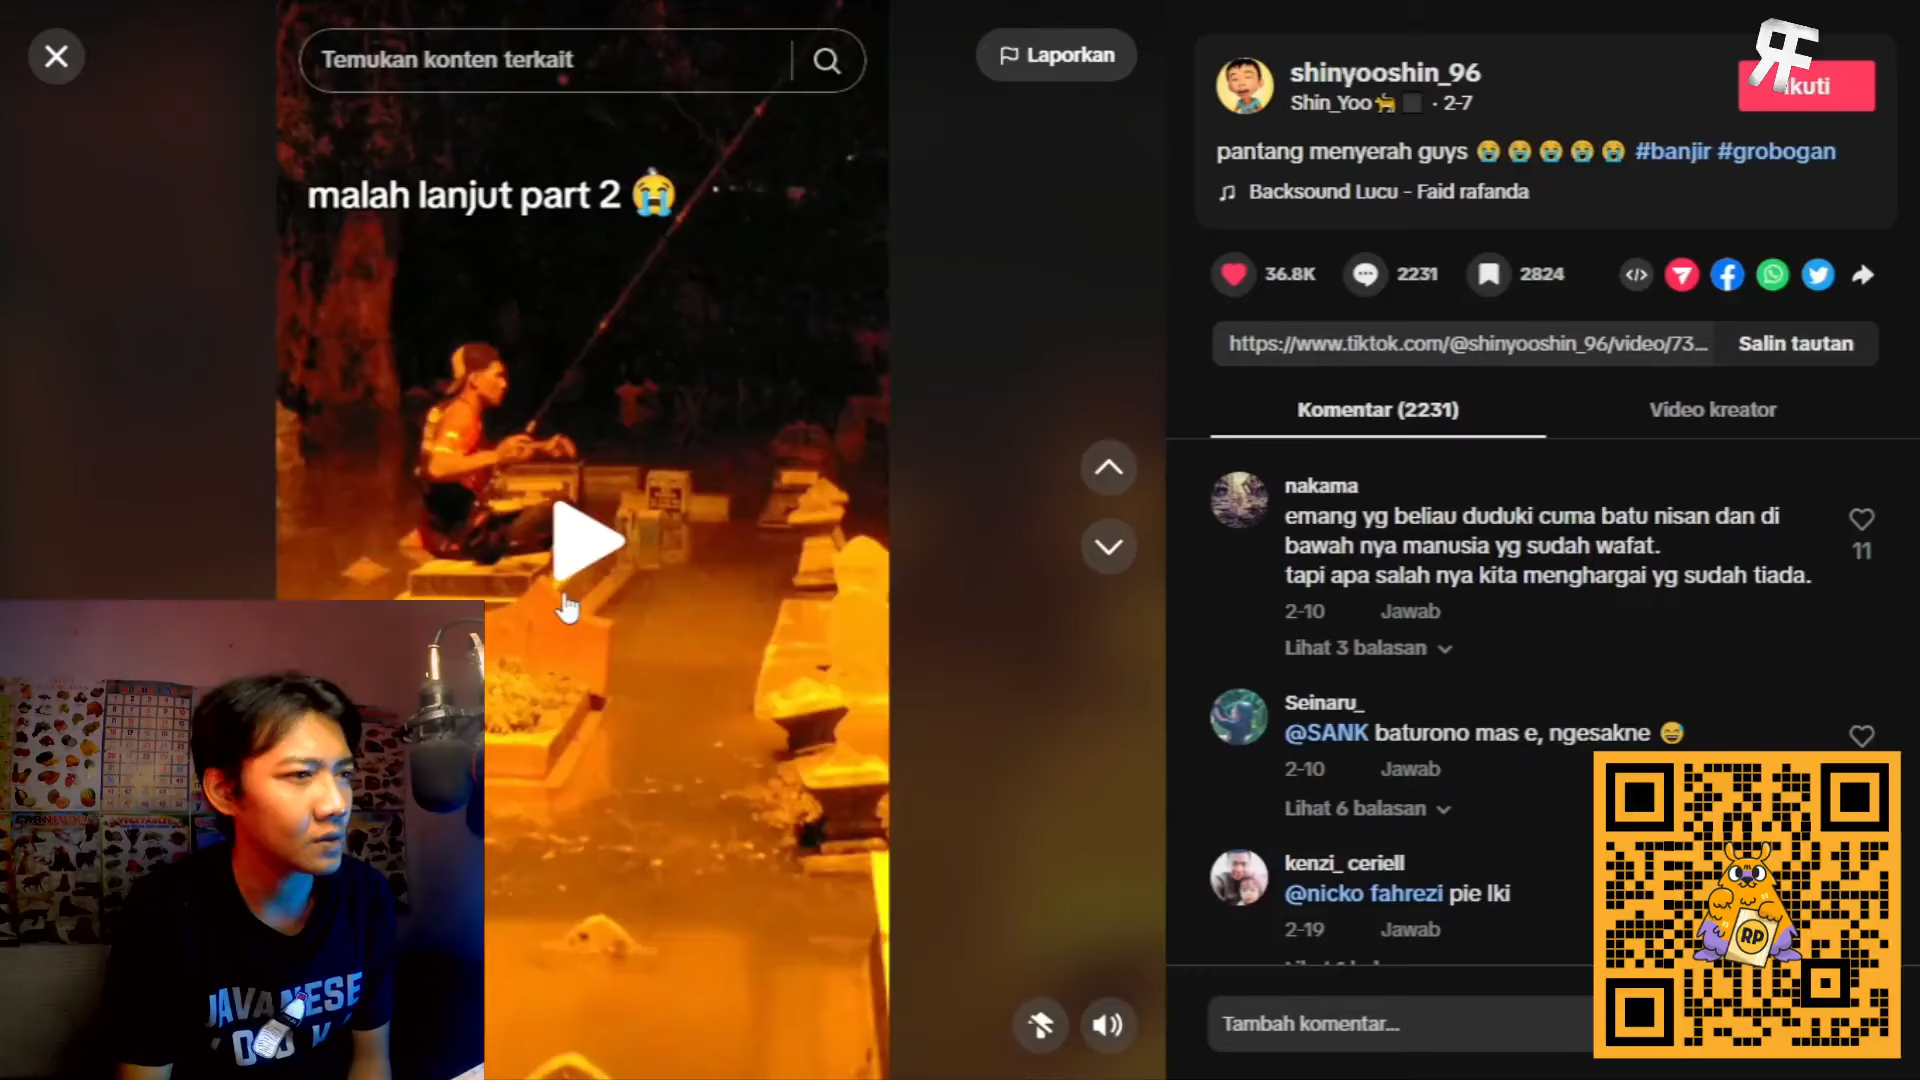 Temukan konten terkait
Laporkan
malah lanjut part 2 😭
shinyooshin_96
Shin_Yoo🐆 · 2-7
pantang menyerah guys 😭😭😭😭😭 #banjir #grobogan
Backsound Lucu - Faid rafanda
36.8K
2231
2824
https://www.tiktok.com/@shinyooshin_96/video/73...
Salin tautan
Komentar (2231)
Video kreator
nakama
emang yg beliau duduki cuma batu nisan dan di
bawah nya manusia yg sudah wafat.
tapi apa salah nya kita menghargai yg sudah tiada.
11
2-10
Jawab
Lihat 3 balasan
Seinaru_
@SANK baturono mas e, ngesakne 😅
2-10
Jawab
Lihat 6 balasan
kenzi_ ceriell
@nicko fahrezi pie lki
2-19
Jawab
Tambah komentar...
RP
JAVANESE